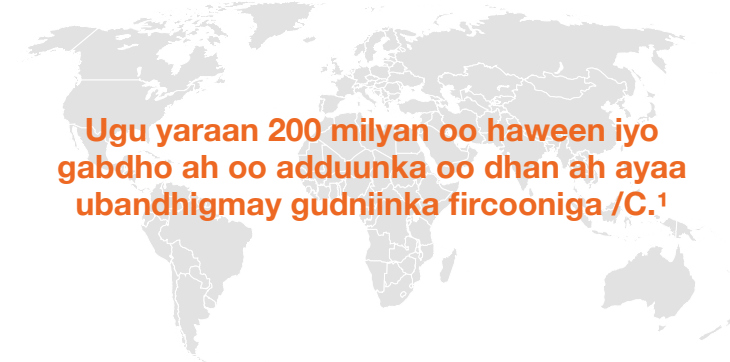 Ugu yaraan 200 milyan oo haween iyo
gabdho ah oo adduunka oo dhan ah ayaa
ubandhigmay gudniinka fircooniga /C.¹